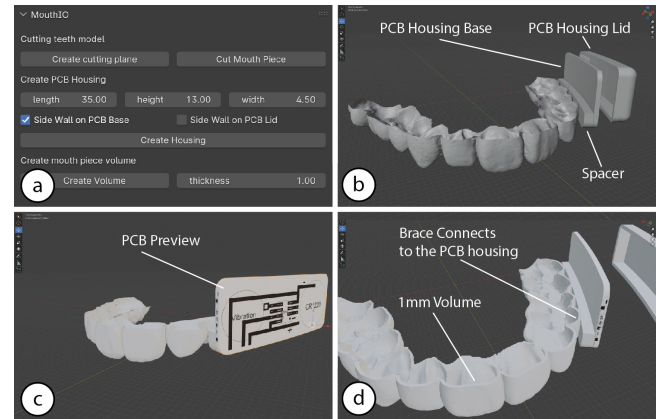 MouthIO
Cutting teeth model
Create cutting plane
Cut Mouth Piece
Create PCB Housing
length 35.00
height 13.00
width 4.50
Side Wall on PCB Base
Side Wall on PCB Lid
Create Housing
Create mouth piece volume
Create Volume
thickness 1.00
a
PCB Housing Base
PCB Housing Lid
Spacer
b
PCB Preview
Vibration
c
Brace Connects
to the PCB housing
1mm Volume
d